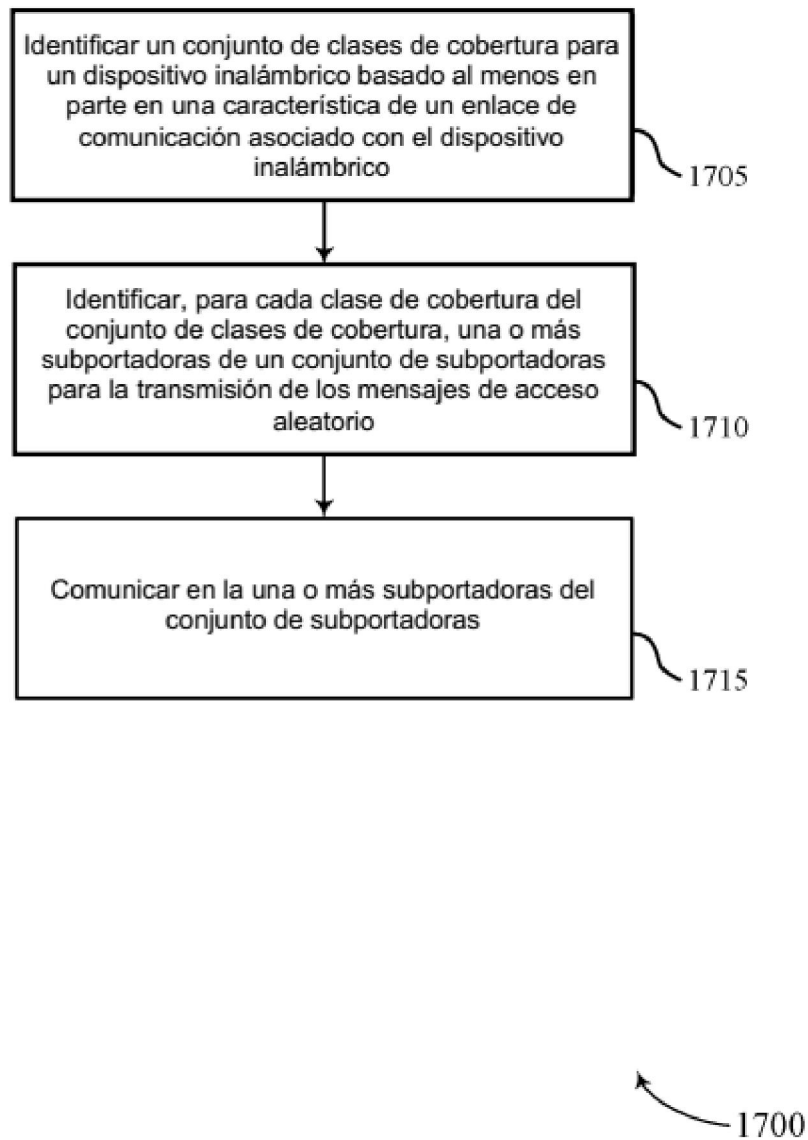 Identificar un conjunto de clases de cobertura para
un dispositivo inalámbrico basado al menos en
parte en una característica de un enlace de
comunicación asociado con el dispositivo
inalámbrico
1705
Identificar, para cada clase de cobertura del
conjunto de clases de cobertura, una o más
subportadoras de un conjunto de subportadoras
para la transmisión de los mensajes de acceso
aleatorio
1710
Comunicar en la una o más subportadoras del
conjunto de subportadoras
1715
1700